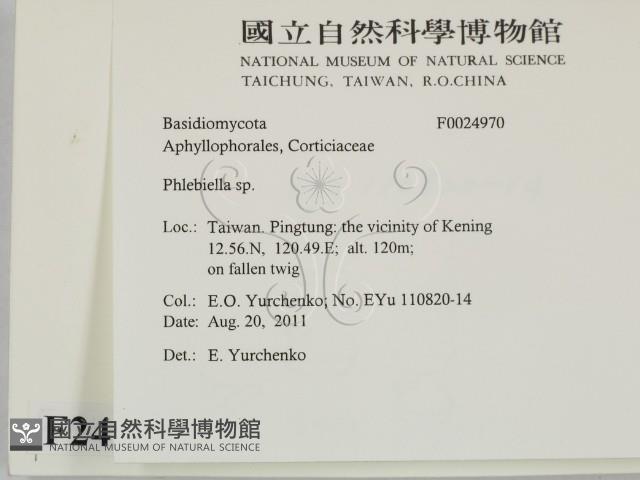 國立自然科學博物館
NATIONAL MUSEUM OF NATURAL SCIENCE
TAICHUNG, TAIWAN, R.O.CHINA
Basidiomycota F0024970
Aphyllophorales, Corticiaceae
Phlebiella sp.
Loc.: Taiwan. Pingtung: the vicinity of Kening
12.56.N, 120.49.E; alt. 120m;
on fallen twig
Col.: E.O. Yurchenko; No. EYu 110820-14
Date: Aug. 20, 2011
Det.: E. Yurchenko
F24
國立自然科學博物館
NATIONAL MUSEUM OF NATURAL SCIENCE